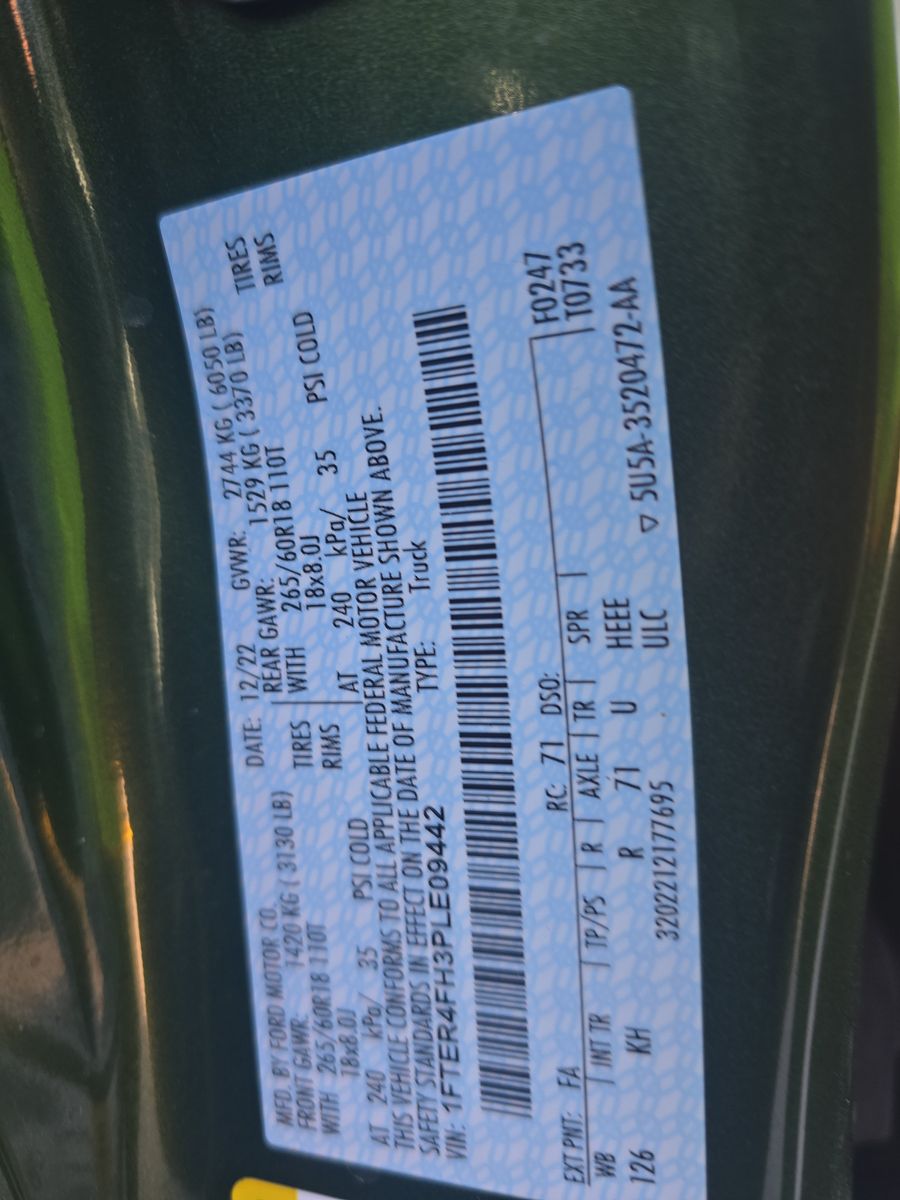 MFD. BY FORD MOTOR CO. DATE: 12/22 GVWR: 2744 KG ( 6050 LB)
FRONT GAWR: 1420 KG ( 3130 LB) REAR GAWR: 1529 KG ( 3370 LB)
WITH 265/60R18 110T TIRES WITH 265/60R18 110T TIRES
18x8.0J RIMS 18x8.0J RIMS
AT 240 kPa/ 35 PSI COLD AT 240 kPa/ 35 PSI COLD
THIS VEHICLE CONFORMS TO ALL APPLICABLE FEDERAL MOTOR VEHICLE
SAFETY STANDARDS IN EFFECT ON THE DATE OF MANUFACTURE SHOWN ABOVE.
VIN: 1FTER4FH3PLE09442 TYPE: Truck
EXT PNT: FA RC: 71 DSO: F0247
WB INT TR TP/PS R AXLE TR SPR T0733
126 KH R 71 U HEEE
3202212177695 ULC ▽ 5U5A-3520472-AA